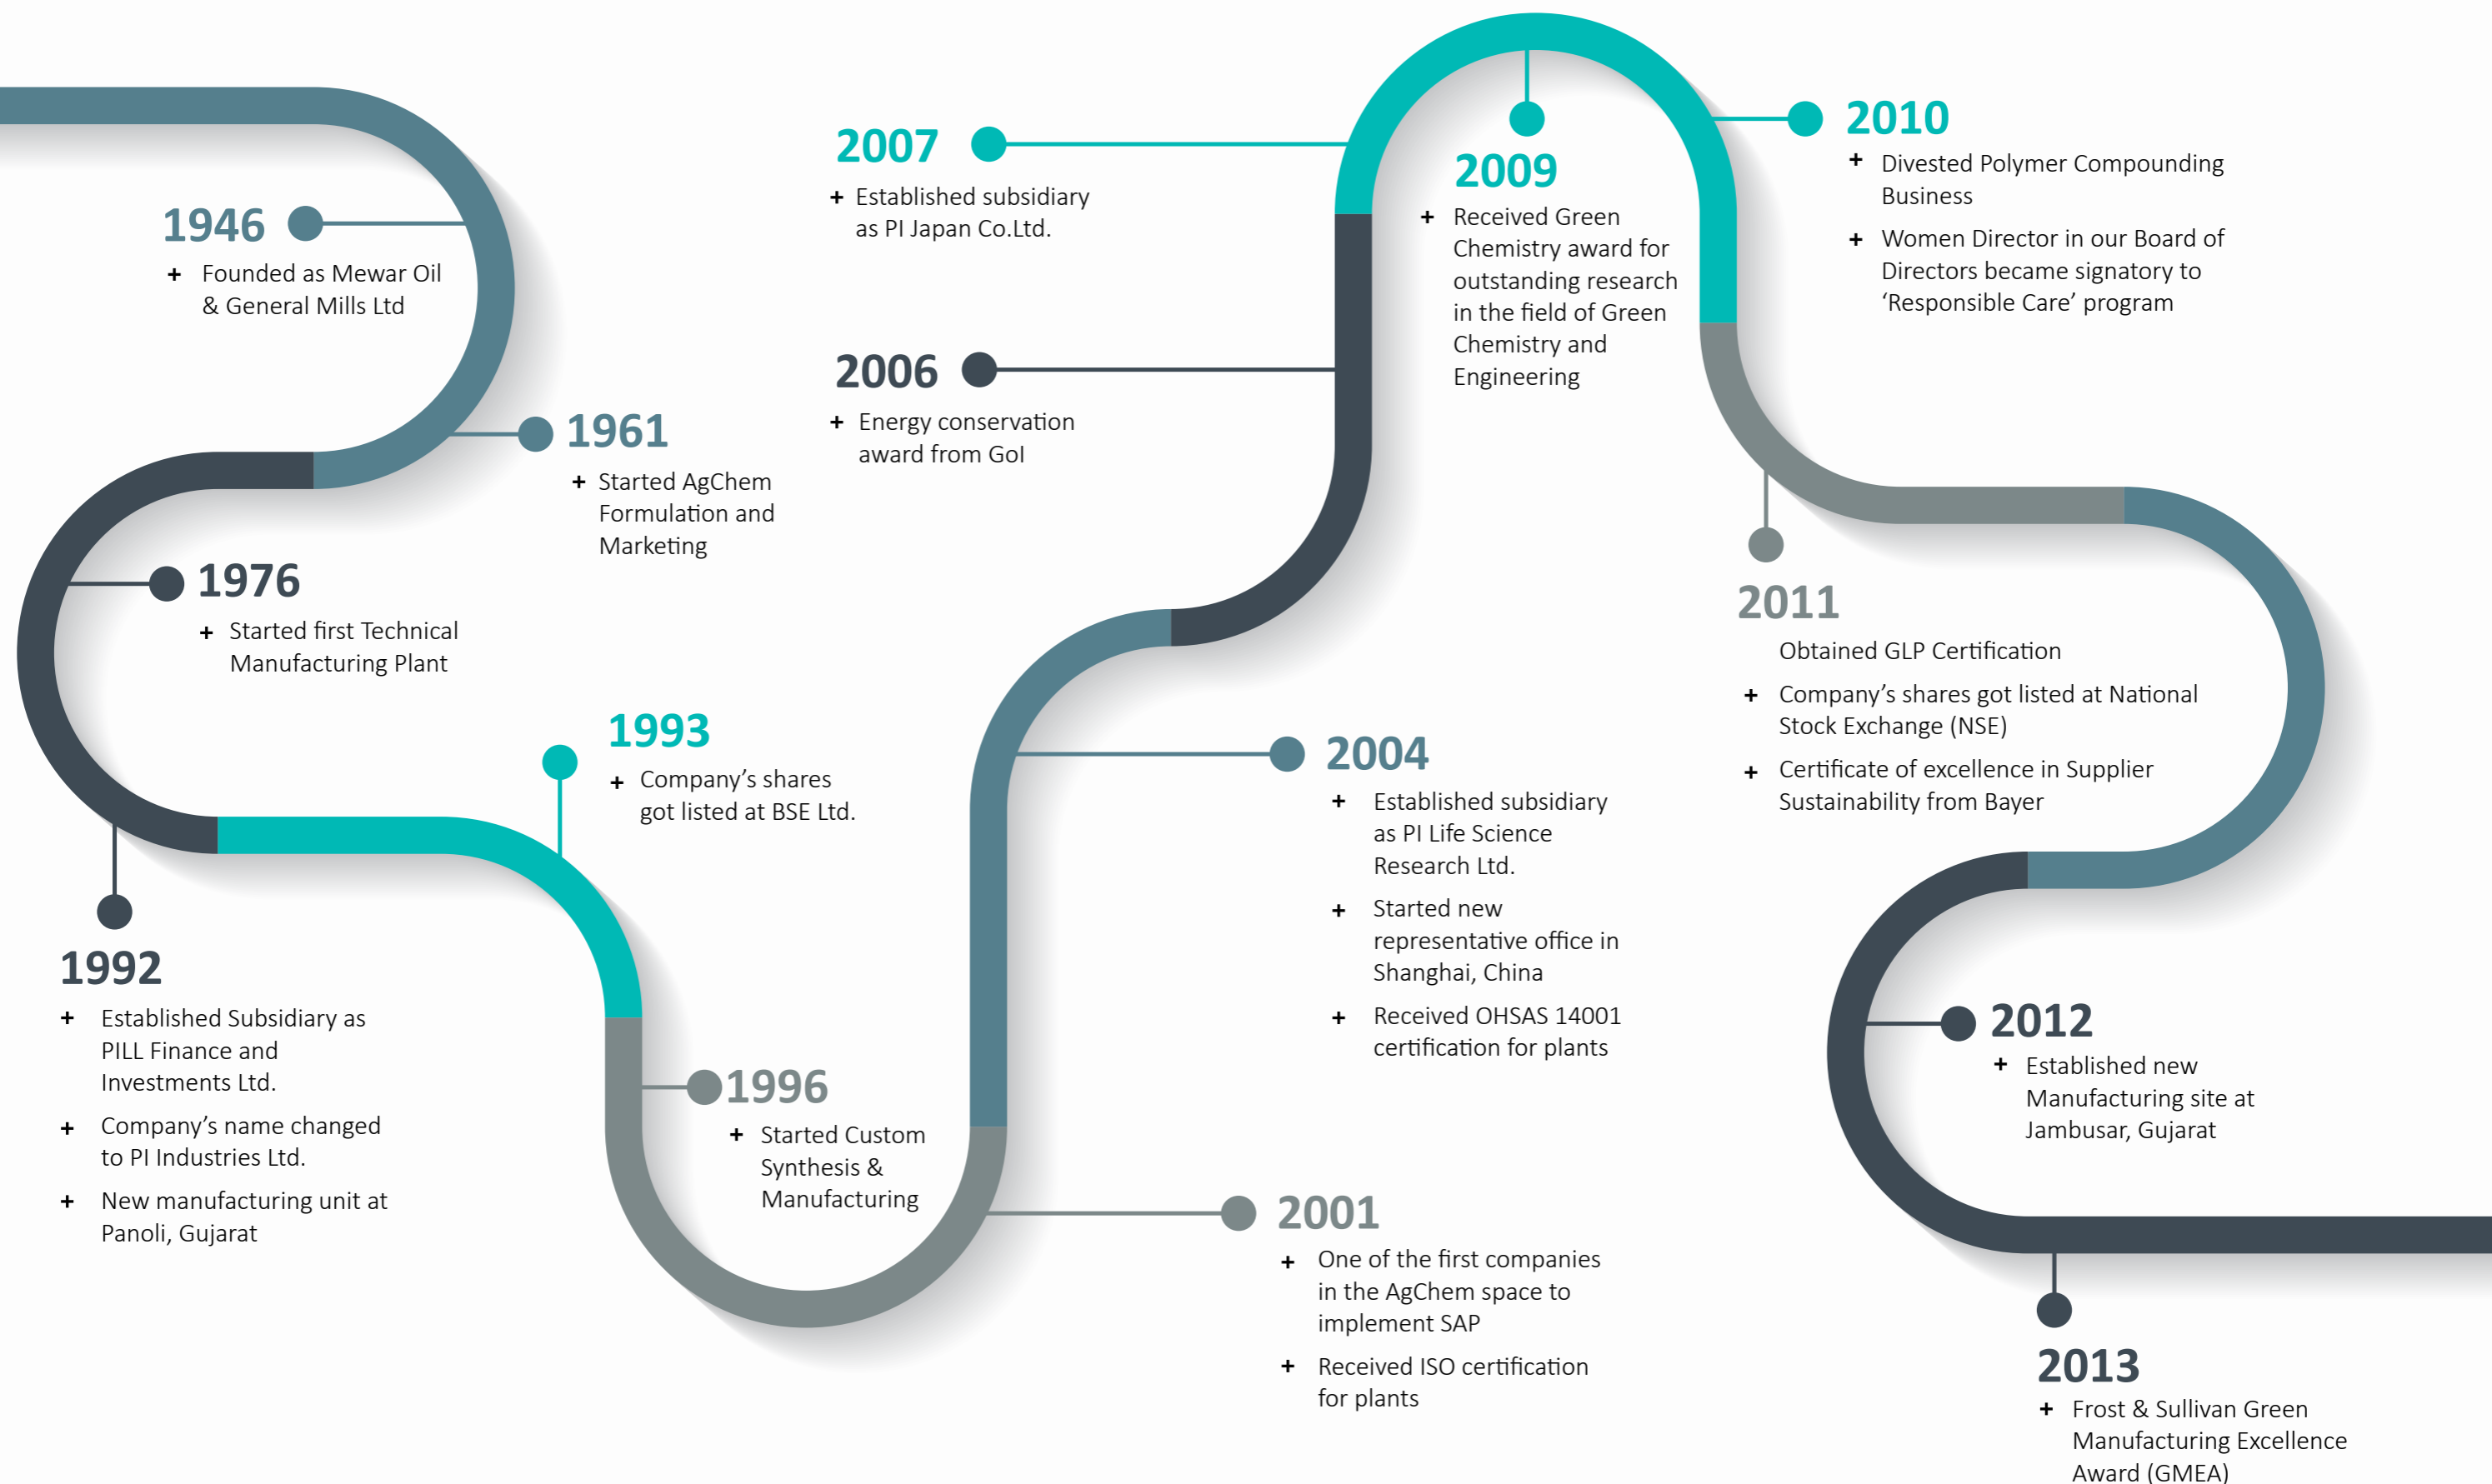 1946
+ Founded as Mewar Oil
& General Mills Ltd
1961
+ Started AgChem
Formulation and
Marketing
1976
+ Started first Technical
Manufacturing Plant
1992
+ Established Subsidiary as
PILL Finance and
Investments Ltd.
+ Company’s name changed
to PI Industries Ltd.
+ New manufacturing unit at
Panoli, Gujarat
1993
+ Company’s shares
got listed at BSE Ltd.
1996
+ Started Custom
Synthesis &
Manufacturing
2001
+ One of the first companies
in the AgChem space to
implement SAP
+ Received ISO certification
for plants
2004
+ Established subsidiary
as PI Life Science
Research Ltd.
+ Started new
representative office in
Shanghai, China
+ Received OHSAS 14001
certification for plants
2006
+ Energy conservation
award from GoI
2007
+ Established subsidiary
as PI Japan Co.Ltd.
2009
+ Received Green
Chemistry award for
outstanding research
in the field of Green
Chemistry and
Engineering
2010
+ Divested Polymer Compounding
Business
+ Women Director in our Board of
Directors became signatory to
‘Responsible Care’ program
2011
Obtained GLP Certification
+ Company’s shares got listed at National
Stock Exchange (NSE)
+ Certificate of excellence in Supplier
Sustainability from Bayer
2012
+ Established new
Manufacturing site at
Jambusar, Gujarat
2013
+ Frost & Sullivan Green
Manufacturing Excellence
Award (GMEA)